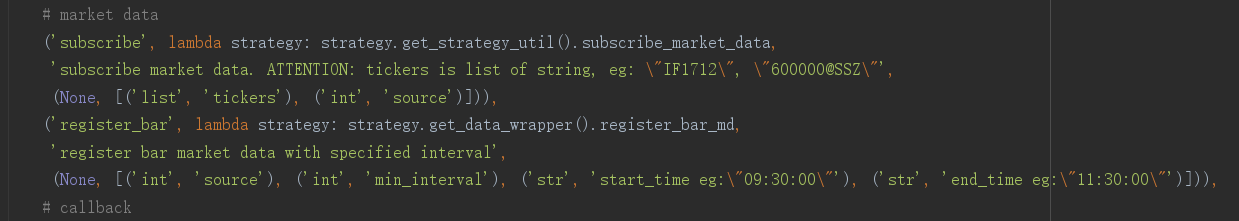 # market data
('subscribe', lambda strategy: strategy.get_strategy_util().subscribe_market_data,
'subscribe market data. ATTENTION: tickers is list of string, eg: \"IF1712\", \"600000@SSZ\"',
(None, [('list', 'tickers'), ('int', 'source')])),
('register_bar', lambda strategy: strategy.get_data_wrapper().register_bar_md,
'register bar market data with specified interval',
(None, [('int', 'source'), ('int', 'min_interval'), ('str', 'start_time eg:\"09:30:00\"'), ('str', 'end_time eg:\"11:30:00\"')])),
# callback